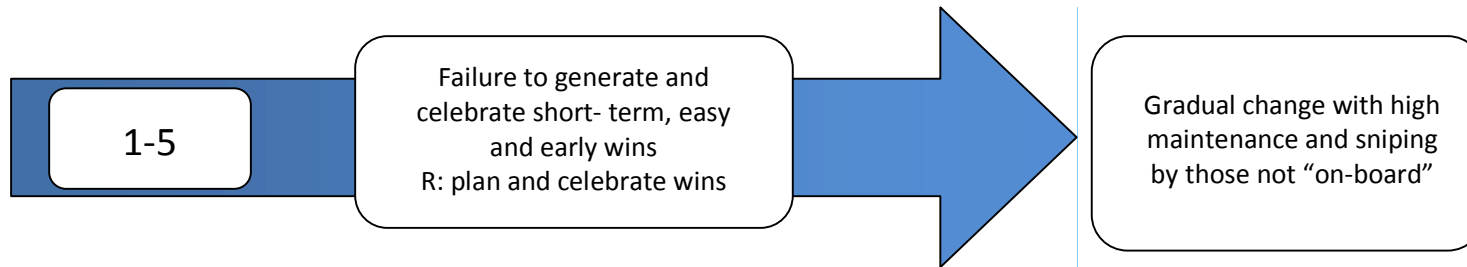 1-5
Failure to generate and
celebrate short- term, easy
and early wins
R: plan and celebrate wins
Gradual change with high
maintenance and sniping
by those not “on-board”